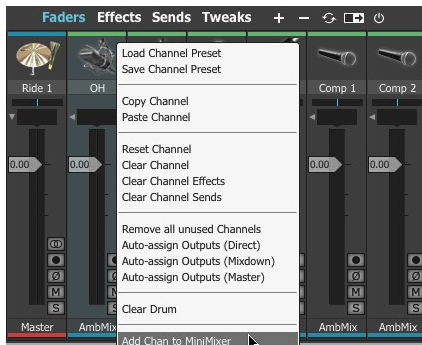 Faders Effects Sends Tweaks
Ride 1 OH Comp 1 Comp 2
Load Channel Preset
Save Channel Preset
Copy Channel
Paste Channel
Reset Channel
Clear Channel
Clear Channel Effects
Clear Channel Sends
Remove all unused Channels
Auto-assign Outputs (Direct)
Auto-assign Outputs (Mixdown)
Auto-assign Outputs (Master)
Clear Drum
Add Chan to MiniMixer
0.00 0.00 0.00 0.00
Ø Ø Ø
M M M
S S S
Master AmbMix AmbMix AmbMix